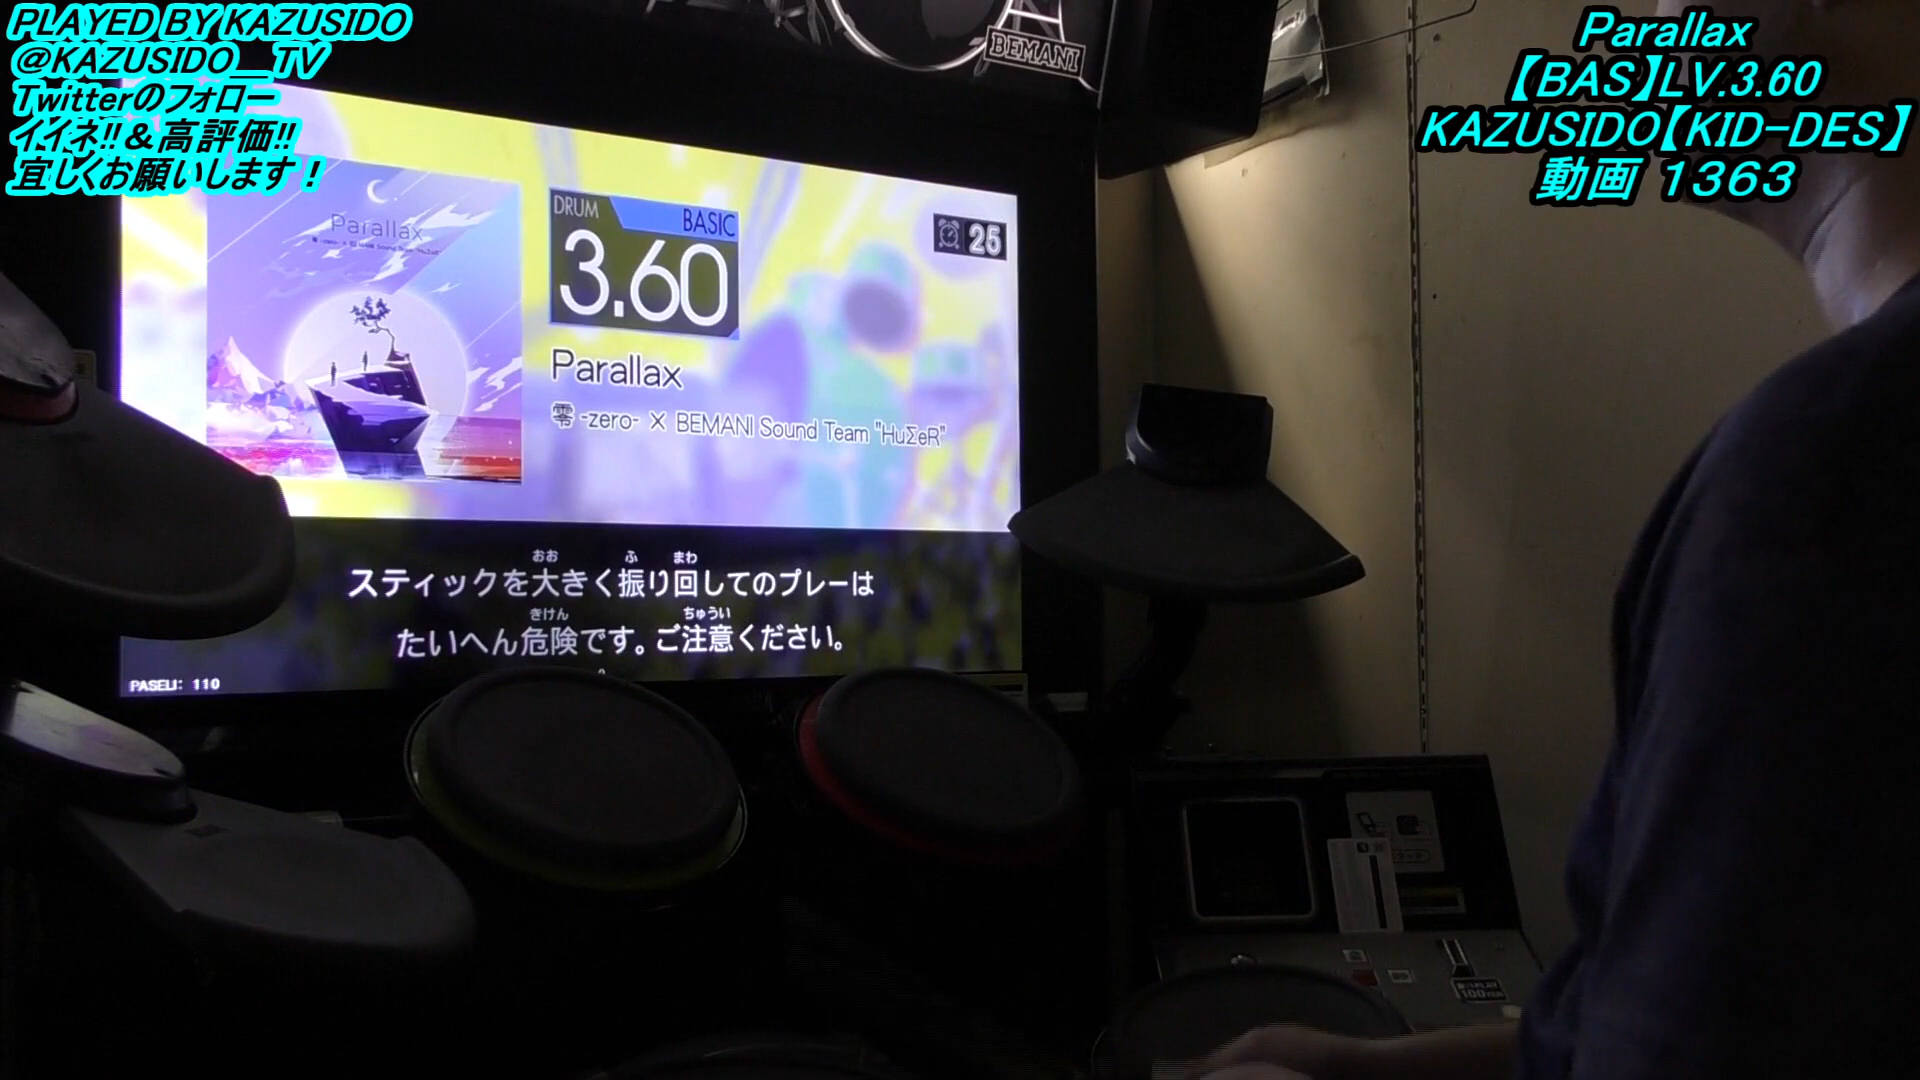 PLAYED BY KAZUSIDO
@KAZUSIDO__TV
Twitterのフォロー
イイネ!!&高評価!!
宜しくお願いします！
Parallax
【BAS】LV.3.60
KAZUSIDO【KID-DES】
動画 1363
BEMANI
Parallax
DRUM
BASIC
3.60
25
Parallax
零 -zero- × BEMANI Sound Team "HuΣeR"
おお ふ まわ
スティックを大きく振り回してのプレーは
きけん ちゅうい
たいへん危険です。ご注意ください。
PASELI: 110